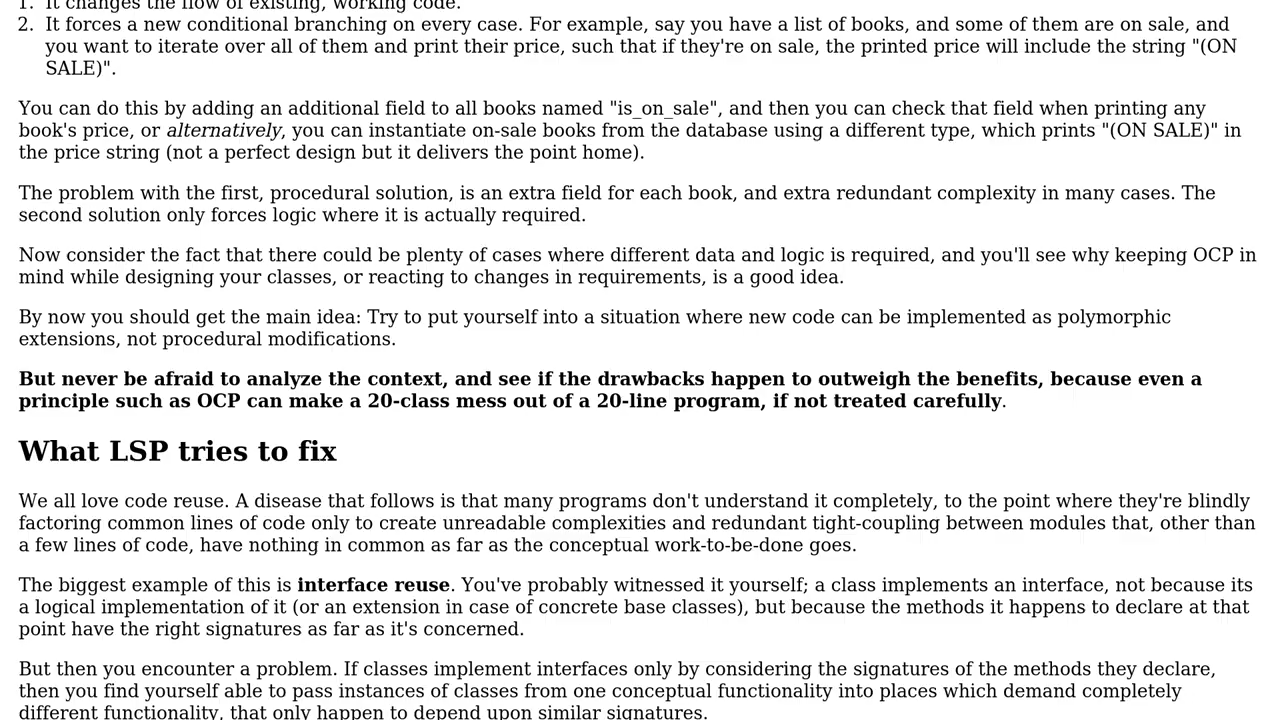 1. It changes the flow of existing, working code.
2. It forces a new conditional branching on every case. For example, say you have a list of books, and some of them are on sale, and
you want to iterate over all of them and print their price, such that if they're on sale, the printed price will include the string "(ON
SALE)".
You can do this by adding an additional field to all books named "is_on_sale", and then you can check that field when printing any
book's price, or alternatively, you can instantiate on-sale books from the database using a different type, which prints "(ON SALE)" in
the price string (not a perfect design but it delivers the point home).
The problem with the first, procedural solution, is an extra field for each book, and extra redundant complexity in many cases. The
second solution only forces logic where it is actually required.
Now consider the fact that there could be plenty of cases where different data and logic is required, and you'll see why keeping OCP in
mind while designing your classes, or reacting to changes in requirements, is a good idea.
By now you should get the main idea: Try to put yourself into a situation where new code can be implemented as polymorphic
extensions, not procedural modifications.
But never be afraid to analyze the context, and see if the drawbacks happen to outweigh the benefits, because even a
principle such as OCP can make a 20-class mess out of a 20-line program, if not treated carefully.
What LSP tries to fix
We all love code reuse. A disease that follows is that many programs don't understand it completely, to the point where they're blindly
factoring common lines of code only to create unreadable complexities and redundant tight-coupling between modules that, other than
a few lines of code, have nothing in common as far as the conceptual work-to-be-done goes.
The biggest example of this is interface reuse. You've probably witnessed it yourself; a class implements an interface, not because its
a logical implementation of it (or an extension in case of concrete base classes), but because the methods it happens to declare at that
point have the right signatures as far as it's concerned.
But then you encounter a problem. If classes implement interfaces only by considering the signatures of the methods they declare,
then you find yourself able to pass instances of classes from one conceptual functionality into places which demand completely
different functionality, that only happen to depend upon similar signatures.